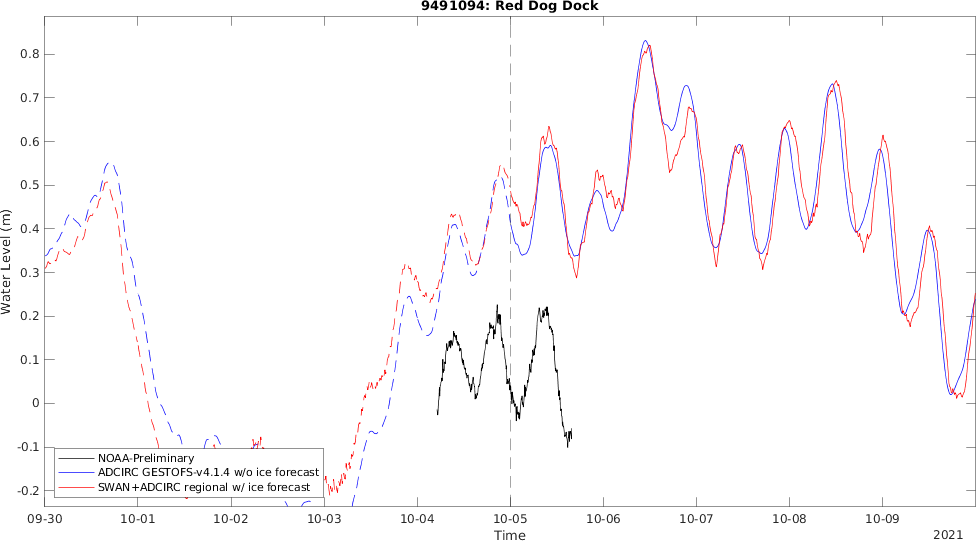 9491094: Red Dog Dock
Water Level (m)
0.8
0.7
0.6
0.5
0.4
0.3
0.2
0.1
0
-0.1
-0.2
NOAA-Preliminary
ADCIRC GESTOFS-v4.1.4 w/o ice forecast
SWAN+ADCIRC regional w/ ice forecast
09-30 10-01 10-02 10-03 10-04 10-05 10-06 10-07 10-08 10-09
Time
2021